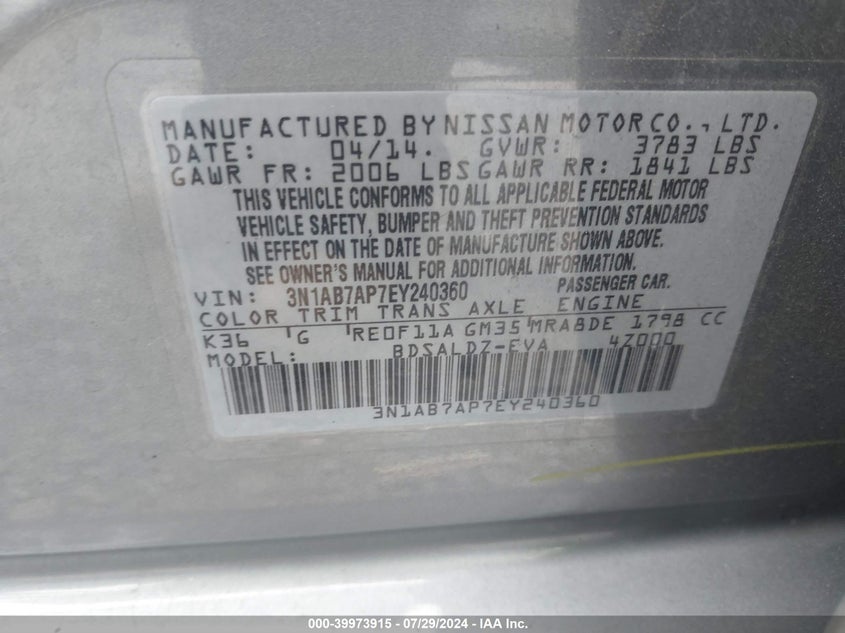 MANUFACTURED BY NISSAN MOTOR CO., LTD.
DATE: 04/14. GVWR: 3783 LBS
GAWR FR: 2006 LBS GAWR RR: 1841 LBS
THIS VEHICLE CONFORMS TO ALL APPLICABLE FEDERAL MOTOR
VEHICLE SAFETY, BUMPER AND THEFT PREVENTION STANDARDS
IN EFFECT ON THE DATE OF MANUFACTURE SHOWN ABOVE.
SEE OWNER'S MANUAL FOR ADDITIONAL INFORMATION.
VIN: 3N1AB7AP7EY240360 PASSENGER CAR.
COLOR TRIM TRANS AXLE ENGINE
K36 G RE0F11A GM35 MRA8DE 1798 CC
MODEL: BDSALDZ-EVA 4Z000
3N1AB7AP7EY240360
000-39973915 - 07/29/2024 - IAA Inc.